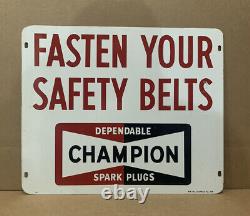 FASTEN YOUR
SAFETY BELTS
DEPENDABLE
CHAMPION
SPARK PLUGS